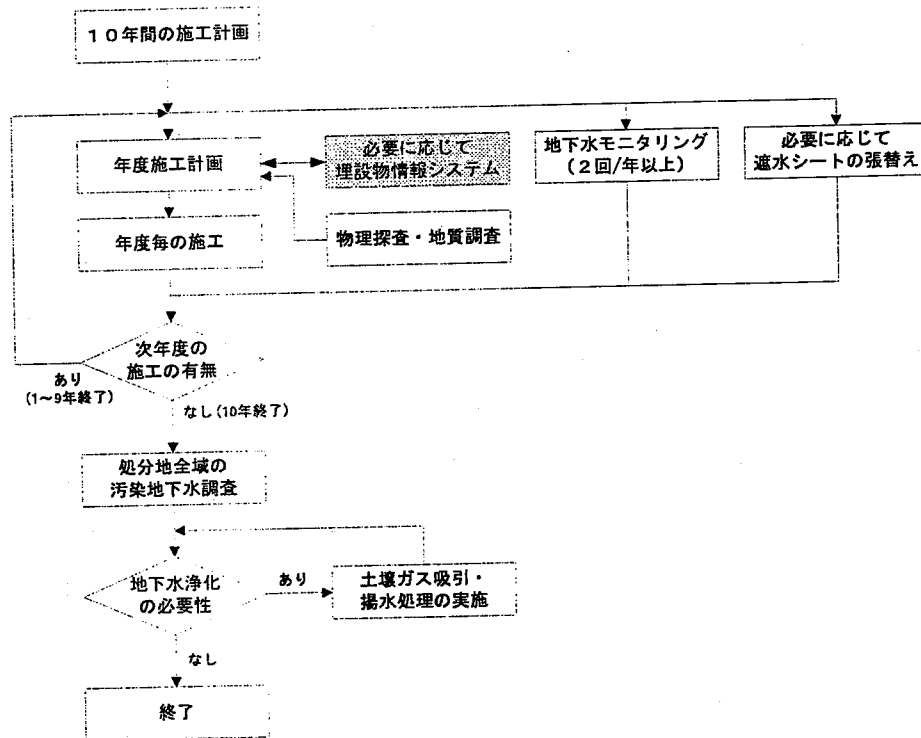 １０年間の施工計画
年度施工計画
必要に応じて
埋設物情報システム
地下水モニタリング
(２回/年以上)
必要に応じて
遮水シートの張替え
年度毎の施工
物理探査・地質調査
次年度の
施工の有無
あり
(1～9年終了)
なし(10年終了)
処分地全域の
汚染地下水調査
地下水浄化
の必要性
あり
土壌ガス吸引・
揚水処理の実施
なし
終了